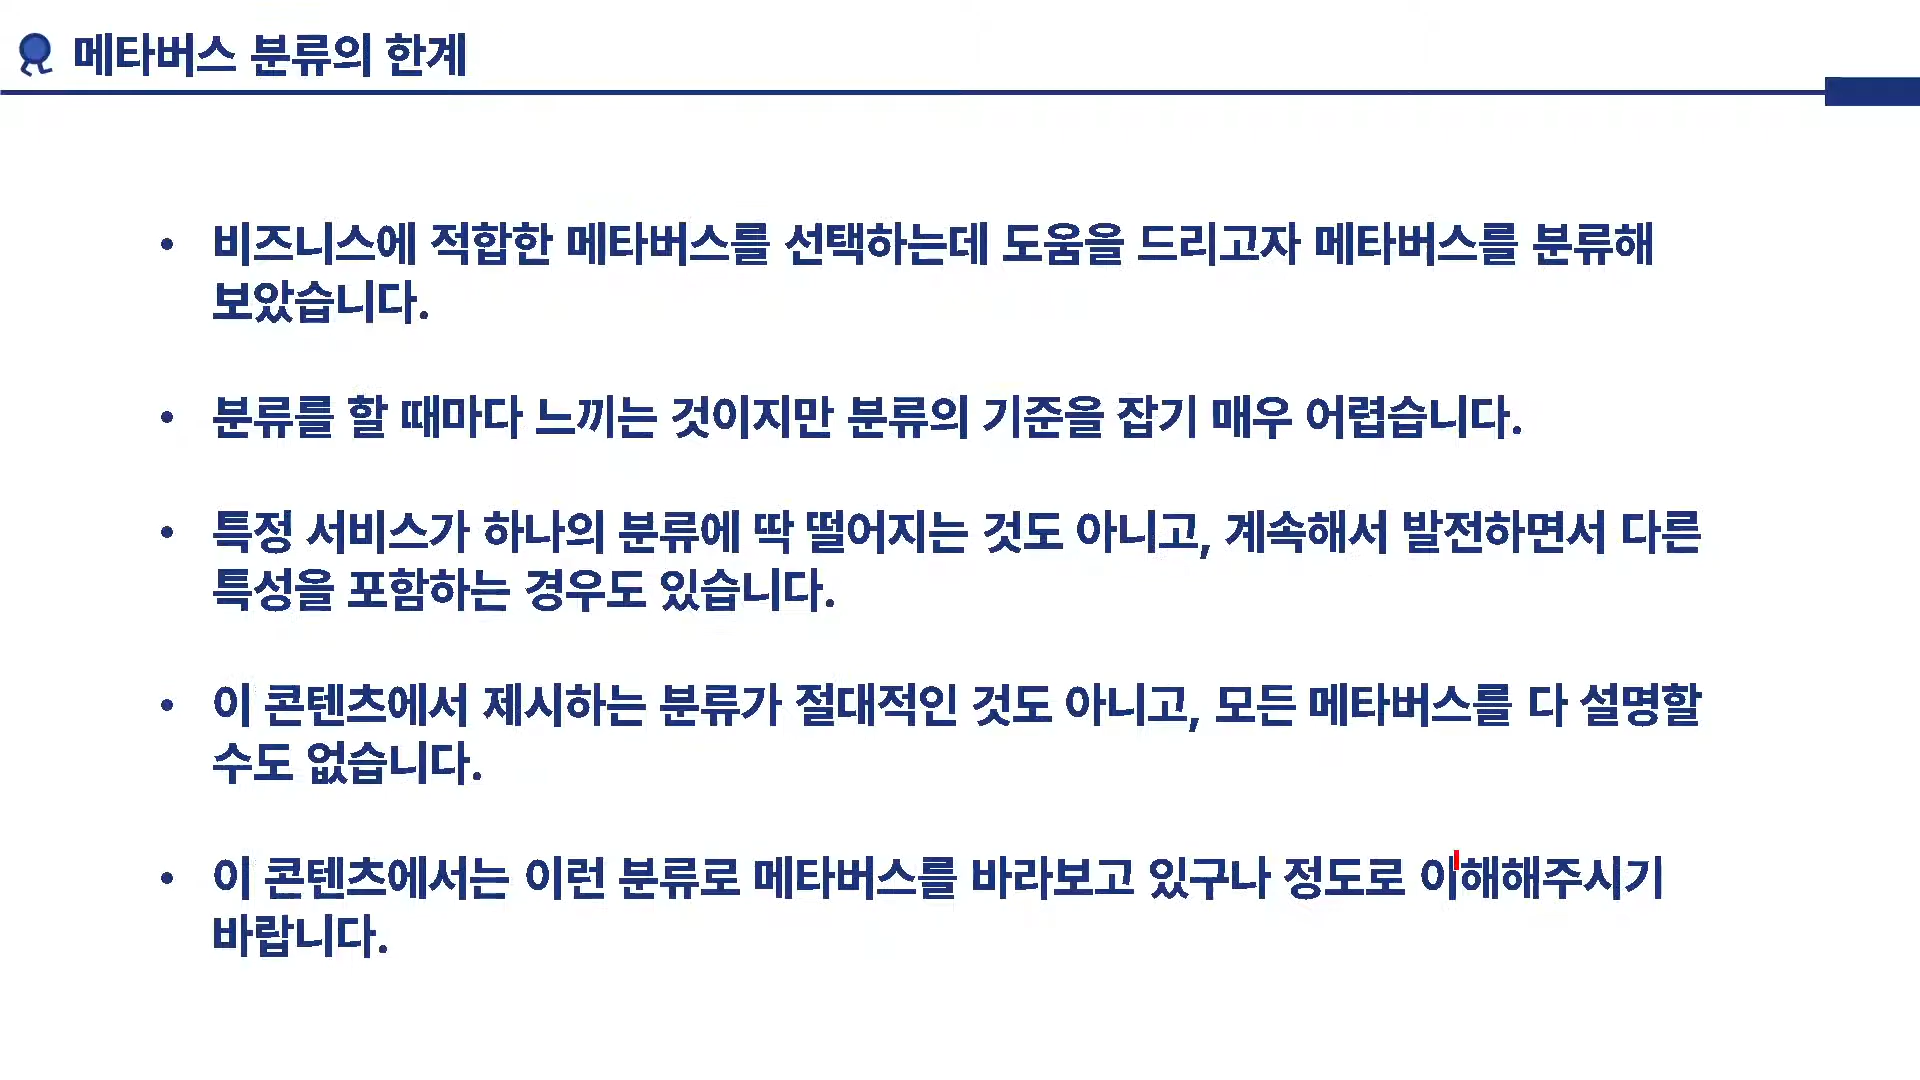 메타버스 분류의 한계
• 비즈니스에 적합한 메타버스를 선택하는데 도움을 드리고자 메타버스를 분류해
보았습니다.
• 분류를 할 때마다 느끼는 것이지만 분류의 기준을 잡기 매우 어렵습니다.
• 특정 서비스가 하나의 분류에 딱 떨어지는 것도 아니고, 계속해서 발전하면서 다른
특성을 포함하는 경우도 있습니다.
• 이 콘텐츠에서 제시하는 분류가 절대적인 것도 아니고, 모든 메타버스를 다 설명할
수도 없습니다.
• 이 콘텐츠에서는 이런 분류로 메타버스를 바라보고 있구나 정도로 이해해주시기
바랍니다.